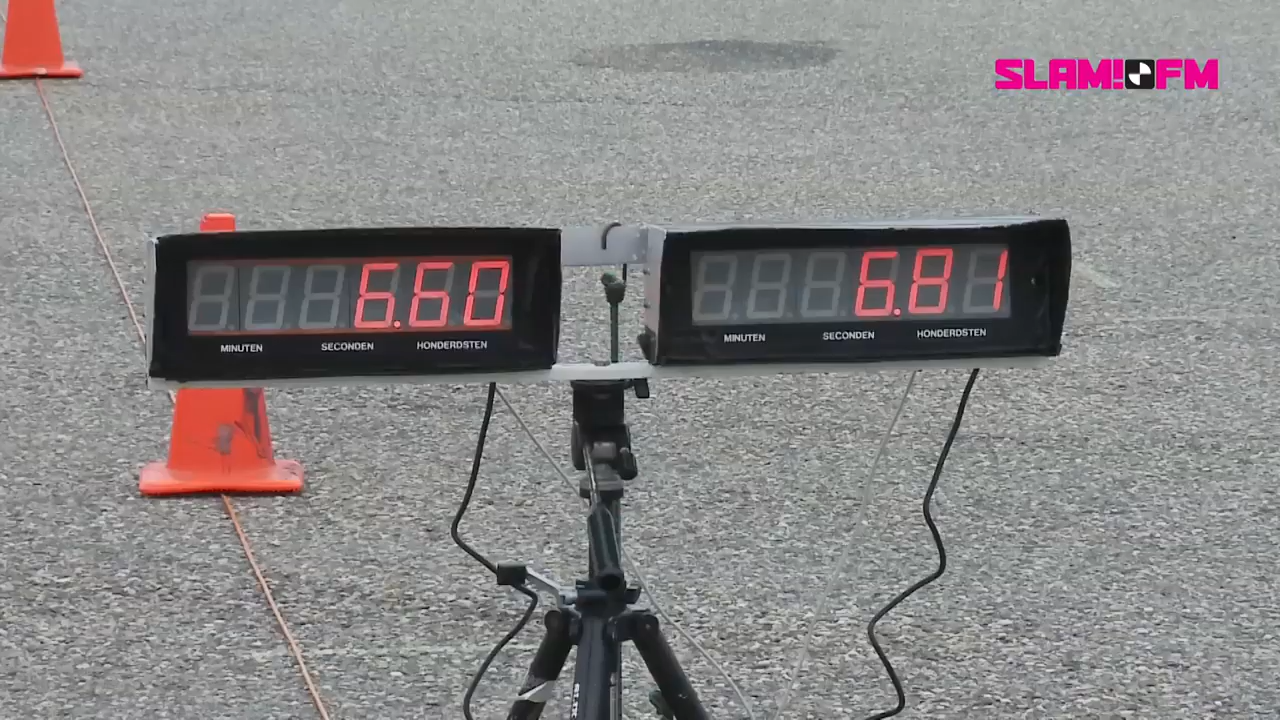 SLAM!FM
6.60
6.81
MINUTEN SECONDEN HONDERDSTEN
MINUTEN SECONDEN HONDERDSTEN